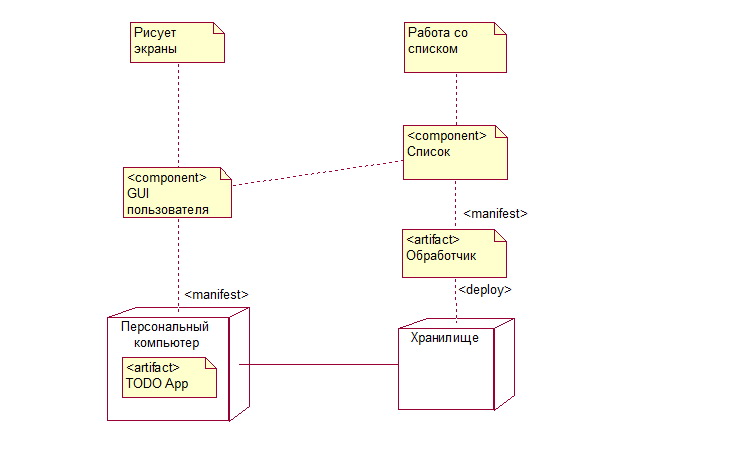 Рисует
экраны
Работа со
списком
<component>
Список
<component>
GUI
пользователя
<manifest>
<artifact>
Обработчик
<deploy>
<manifest>
Персональный
компьютер
<artifact>
TODO App
Хранилище